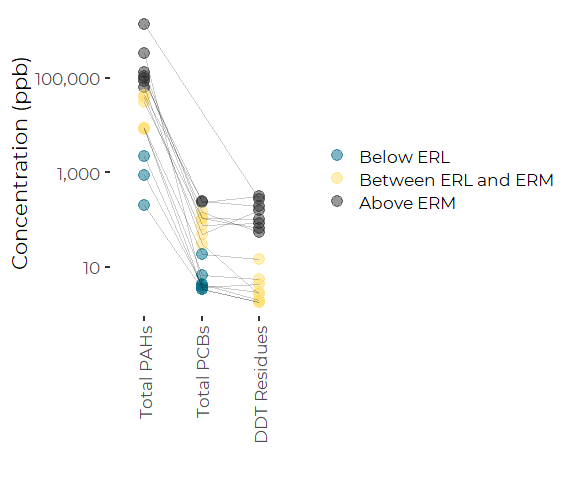 Concentration (ppb)
100,000
1,000
10
Total PAHs
Total PCBs
DDT Residues
Below ERL
Between ERL and ERM
Above ERM